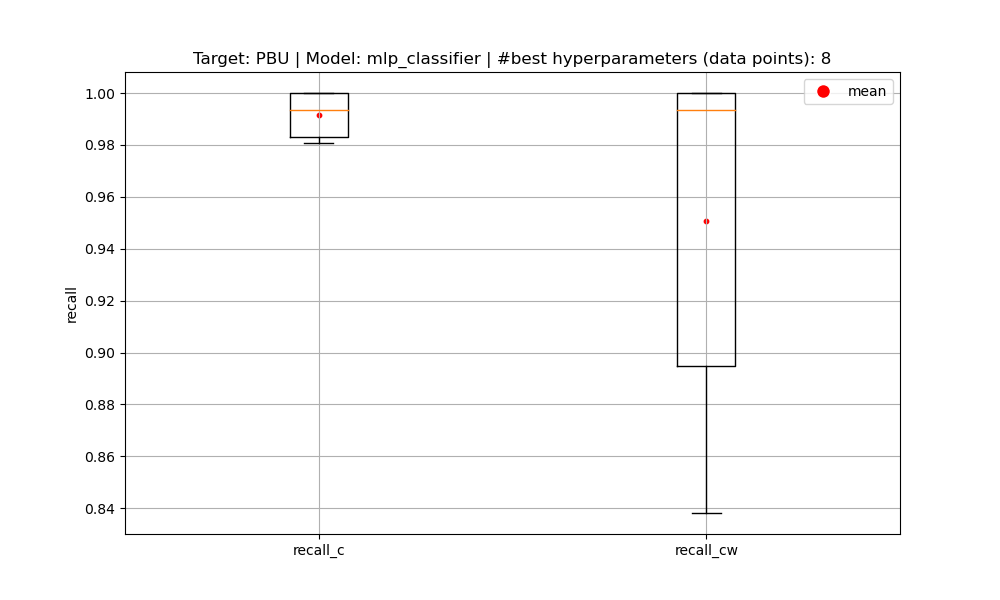 Target: PBU | Model: mlp_classifier | #best hyperparameters (data points): 8
mean
1.00
0.98
0.96
0.94
0.92
0.90
0.88
0.86
0.84
recall
recall_c
recall_cw